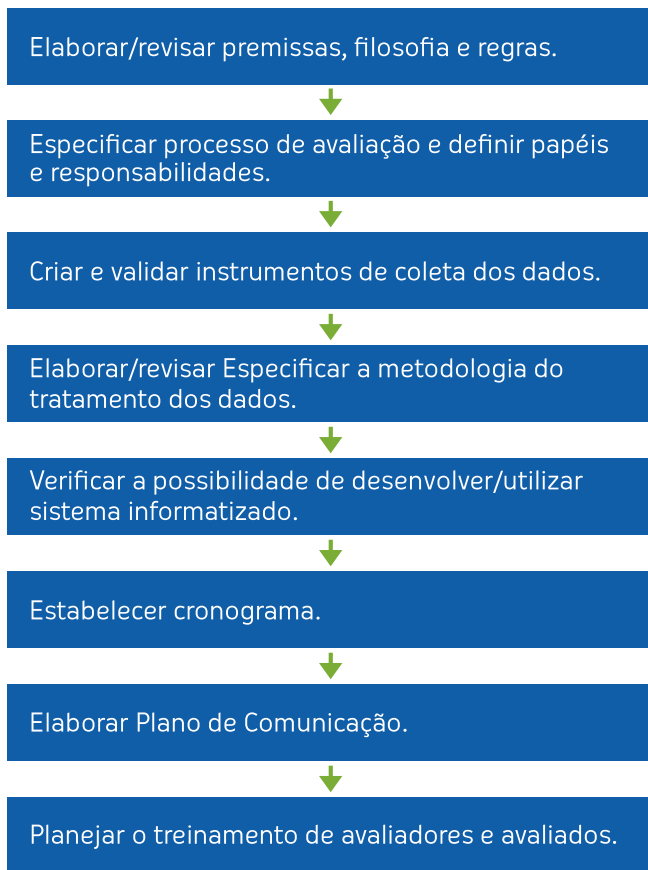 Elaborar/revisar premissas, filosofia e regras.
Especificar processo de avaliação e definir papéis
e responsabilidades.
Criar e validar instrumentos de coleta dos dados.
Elaborar/revisar Especificar a metodologia do
tratamento dos dados.
Verificar a possibilidade de desenvolver/utilizar
sistema informatizado.
Estabelecer cronograma.
Elaborar Plano de Comunicação.
Planejar o treinamento de avaliadores e avaliados.